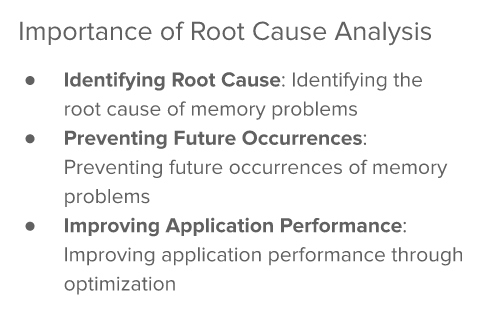 Importance of Root Cause Analysis
● Identifying Root Cause: Identifying the
root cause of memory problems
● Preventing Future Occurrences:
Preventing future occurrences of memory
problems
● Improving Application Performance:
Improving application performance through
optimization